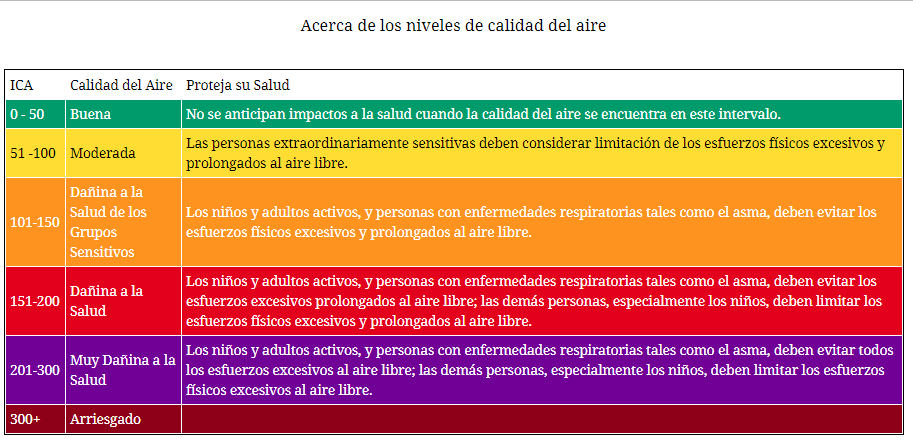 Acerca de los niveles de calidad del aire
ICA Calidad del Aire Proteja su Salud
0 - 50 Buena No se anticipan impactos a la salud cuando la calidad del aire se encuentra en este intervalo.
51 -100 Moderada Las personas extraordinariamente sensitivas deben considerar limitación de los esfuerzos físicos excesivos y
prolongados al aire libre.
101-150
Dañina a la
Salud de los
Grupos
Sensitivos
Los niños y adultos activos, y personas con enfermedades respiratorias tales como el asma, deben evitar los
esfuerzos físicos excesivos y prolongados al aire libre.
151-200
Dañina a la
Salud
Los niños y adultos activos, y personas con enfermedades respiratorias tales como el asma, deben evitar los
esfuerzos excesivos prolongados al aire libre; las demás personas, especialmente los niños, deben limitar los
esfuerzos físicos excesivos y prolongados al aire libre.
201-300
Muy Dañina a la
Salud
Los niños y adultos activos, y personas con enfermedades respiratorias tales como el asma, deben evitar todos
los esfuerzos excesivos al aire libre; las demás personas, especialmente los niños, deben limitar los esfuerzos
físicos excesivos al aire libre.
300+ Arriesgado